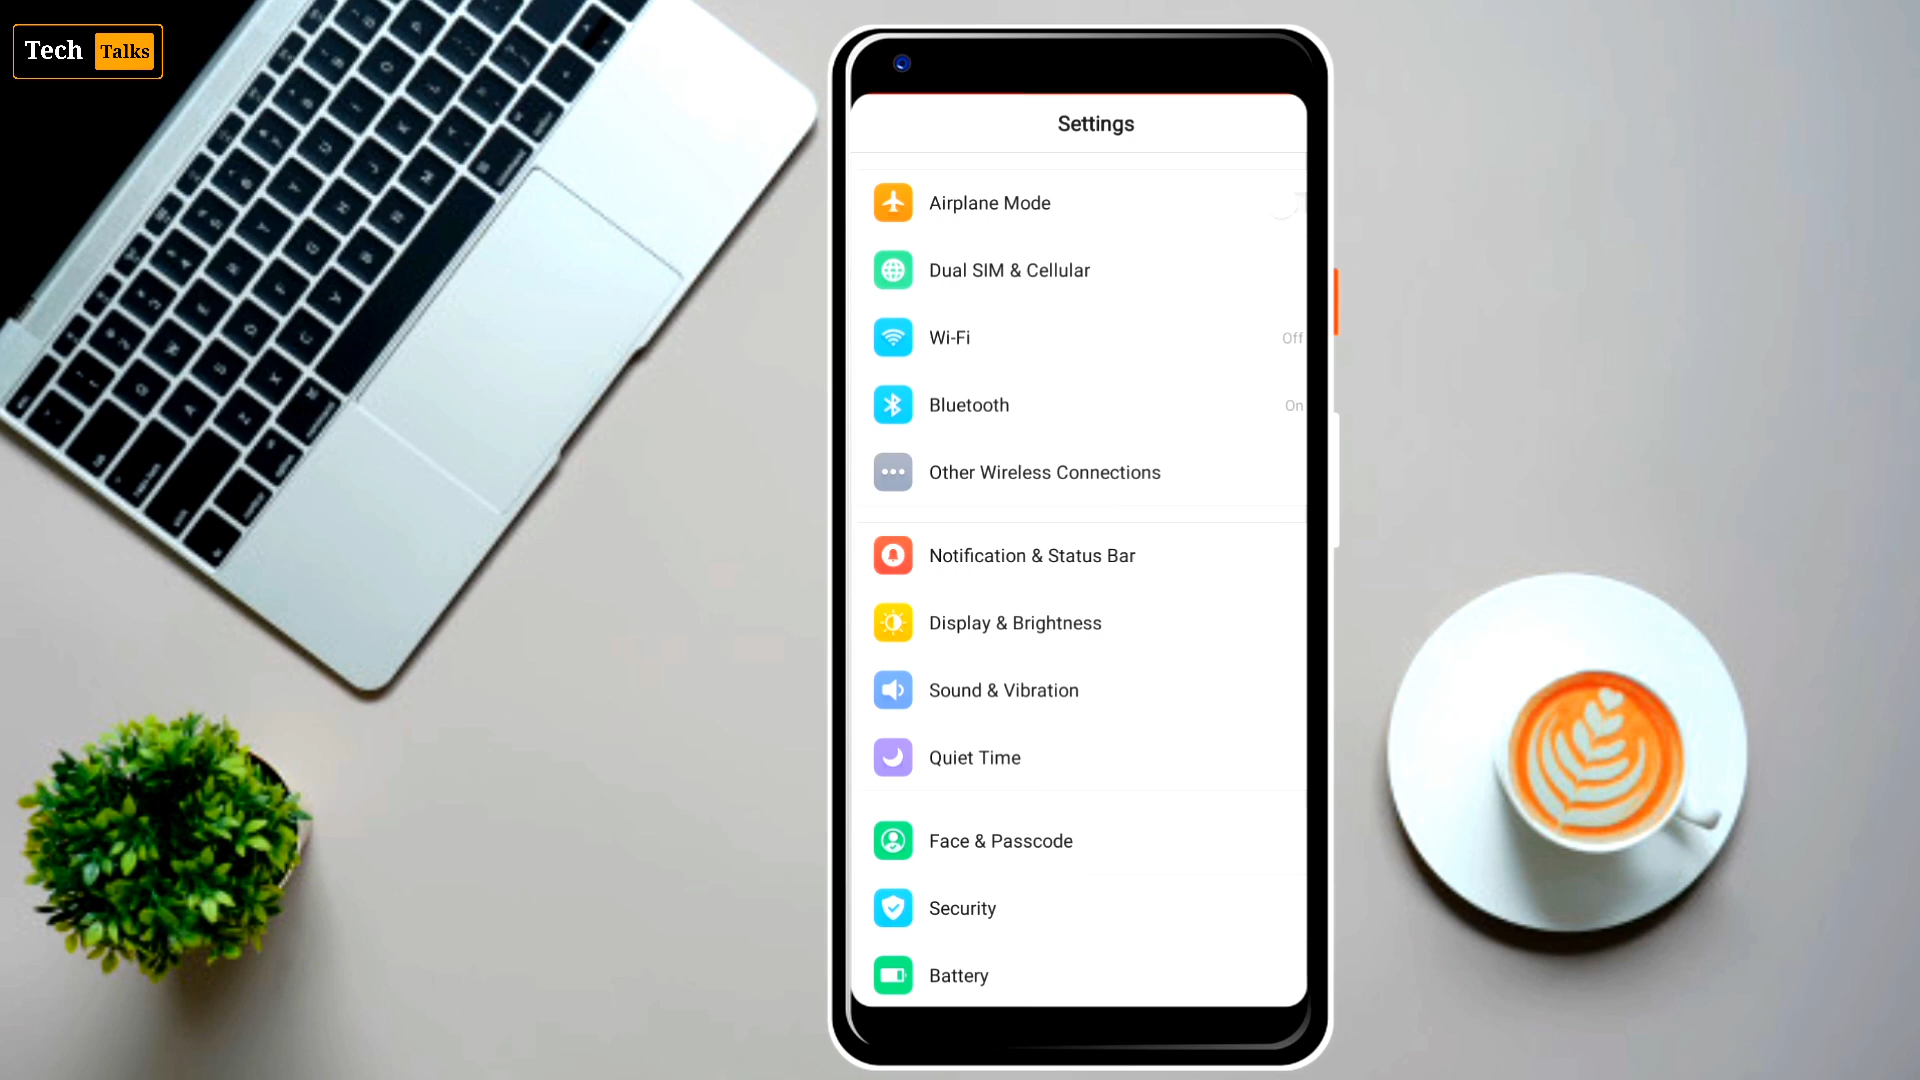 Tech Talks
Settings
Airplane Mode
Dual SIM & Cellular
Wi-Fi Off
Bluetooth On
Other Wireless Connections
Notification & Status Bar
Display & Brightness
Sound & Vibration
Quiet Time
Face & Passcode
Security
Battery